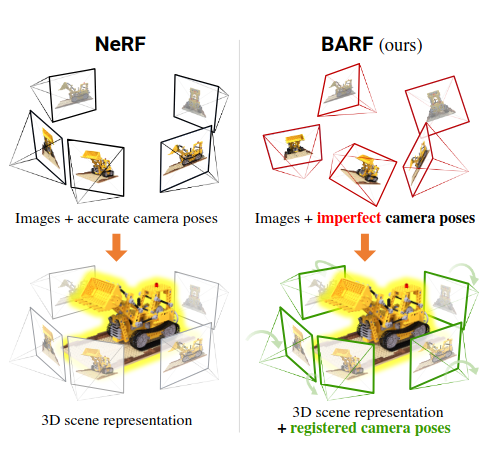 NeRF
BARF (ours)
Images + accurate camera poses
Images + imperfect camera poses
3D scene representation
3D scene representation
+ registered camera poses